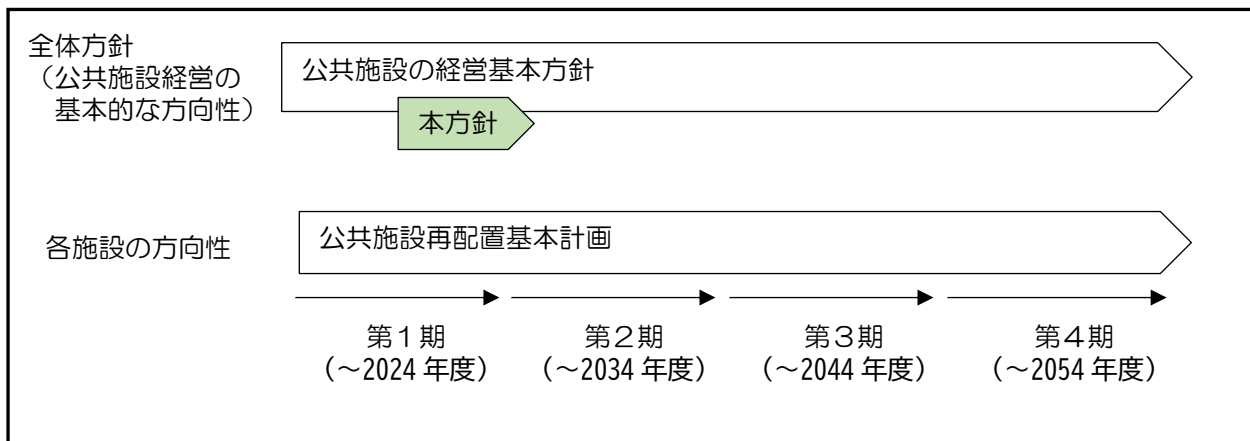 全体方針
（公共施設経営の
基本的な方向性）
公共施設の経営基本方針
本方針
各施設の方向性
公共施設再配置基本計画
第１期
（～2024 年度）
第２期
（～2034 年度）
第３期
（～2044 年度）
第４期
（～2054 年度）